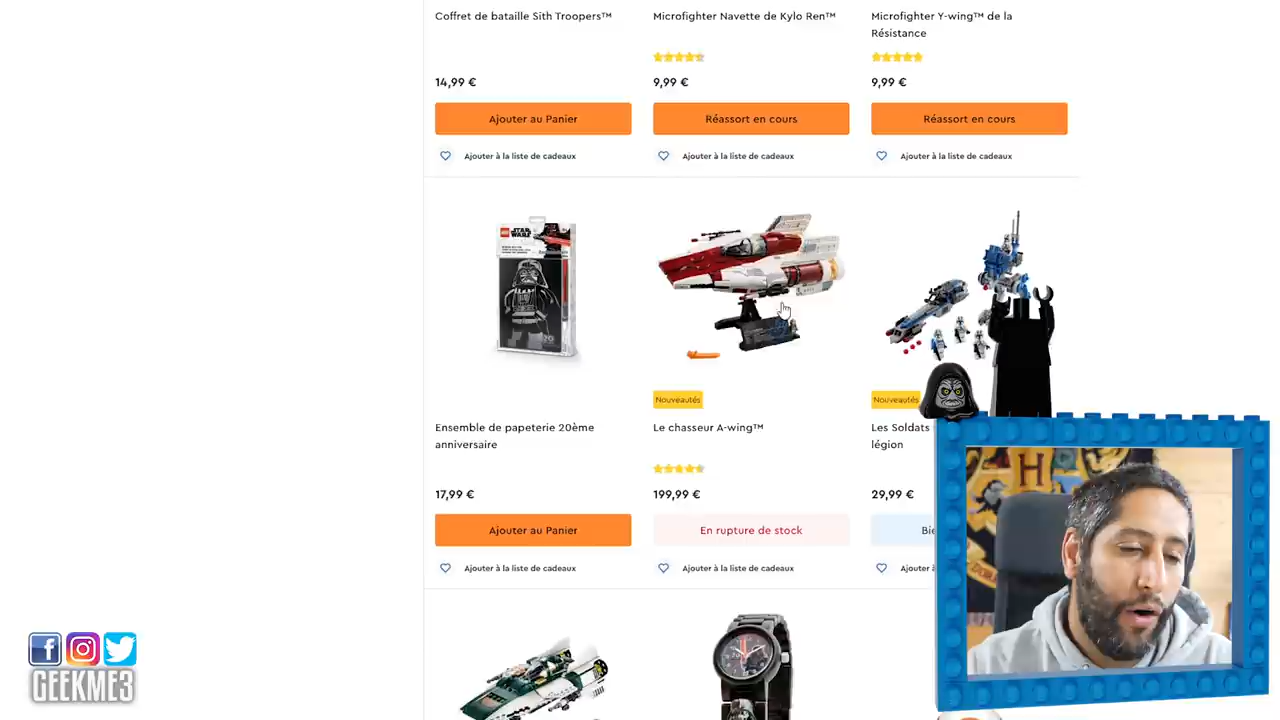 Coffret de bataille Sith Troopers™
Microfighter Navette de Kylo Ren™
Microfighter Y-wing™ de la
Résistance
14,99 €
9,99 €
9,99 €
Ajouter au Panier
Réassort en cours
Réassort en cours
Ajouter à la liste de cadeaux
Ajouter à la liste de cadeaux
Ajouter à la liste de cadeaux
STAR WARS
Nouveautés
Nouveautés
Ensemble de papeterie 20ème
anniversaire
Le chasseur A-wing™
Les Soldats
légion
17,99 €
199,99 €
29,99 €
Ajouter au Panier
En rupture de stock
Bie
Ajouter à la liste de cadeaux
Ajouter à la liste de cadeaux
Ajouter à
H
GEEKME3